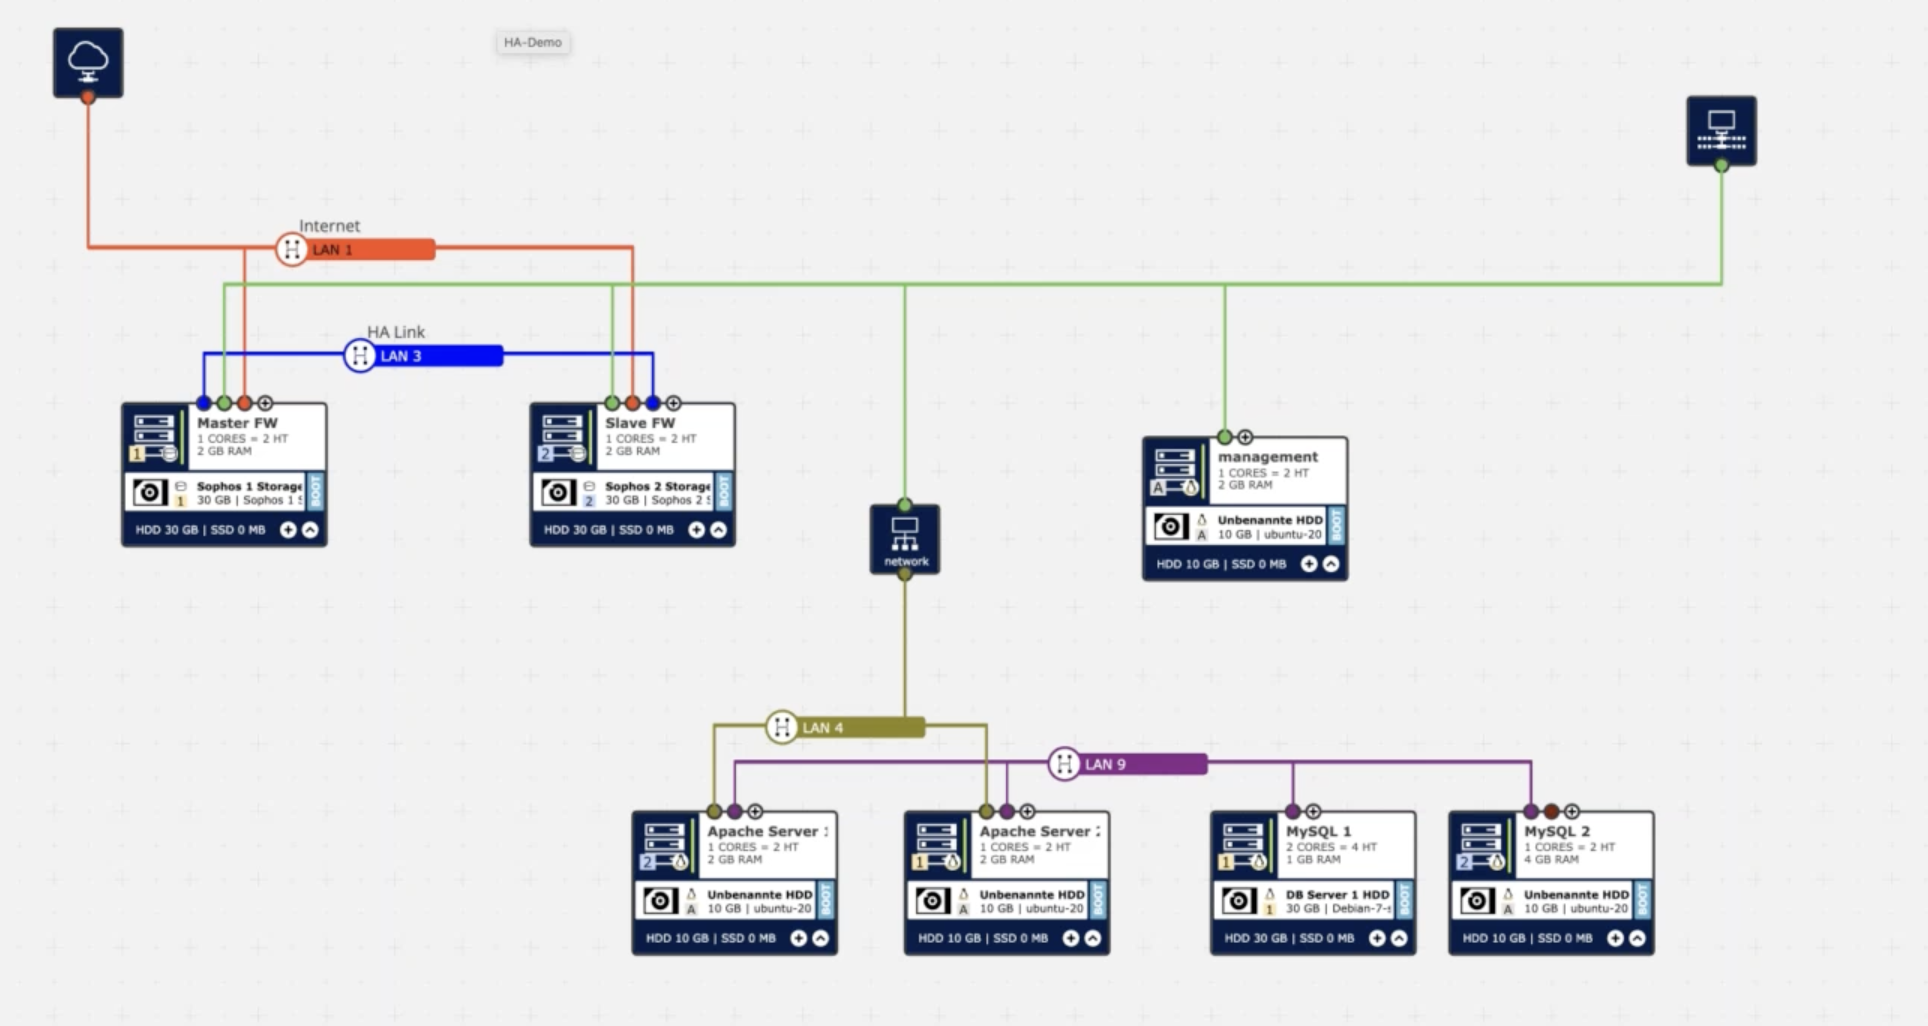 HA-Demo
Internet
LAN 1
HA Link
LAN 3
Master FW
1 CORES = 2 HT
2 GB RAM
1
Sophos 1 Storage
1
30 GB | Sophos 1 S
BOOT
HDD 30 GB | SSD 0 MB
Slave FW
1 CORES = 2 HT
2 GB RAM
2
Sophos 2 Storage
2
30 GB | Sophos 2 S
BOOT
HDD 30 GB | SSD 0 MB
network
management
1 CORES = 2 HT
2 GB RAM
A
Unbenannte HDD
A
10 GB | ubuntu-20
BOOT
HDD 10 GB | SSD 0 MB
LAN 4
LAN 9
Apache Server
1 CORES = 2 HT
2 GB RAM
2
Unbenannte HDD
A
10 GB | ubuntu-20
BOOT
HDD 10 GB | SSD 0 MB
Apache Server
1 CORES = 2 HT
2 GB RAM
1
Unbenannte HDD
A
10 GB | ubuntu-20
BOOT
HDD 10 GB | SSD 0 MB
MySQL 1
2 CORES = 4 HT
1 GB RAM
1
DB Server 1 HDD
1
30 GB | Debian-7-
BOOT
HDD 30 GB | SSD 0 MB
MySQL 2
1 CORES = 2 HT
4 GB RAM
2
Unbenannte HDD
A
10 GB | ubuntu-20
BOOT
HDD 10 GB | SSD 0 MB